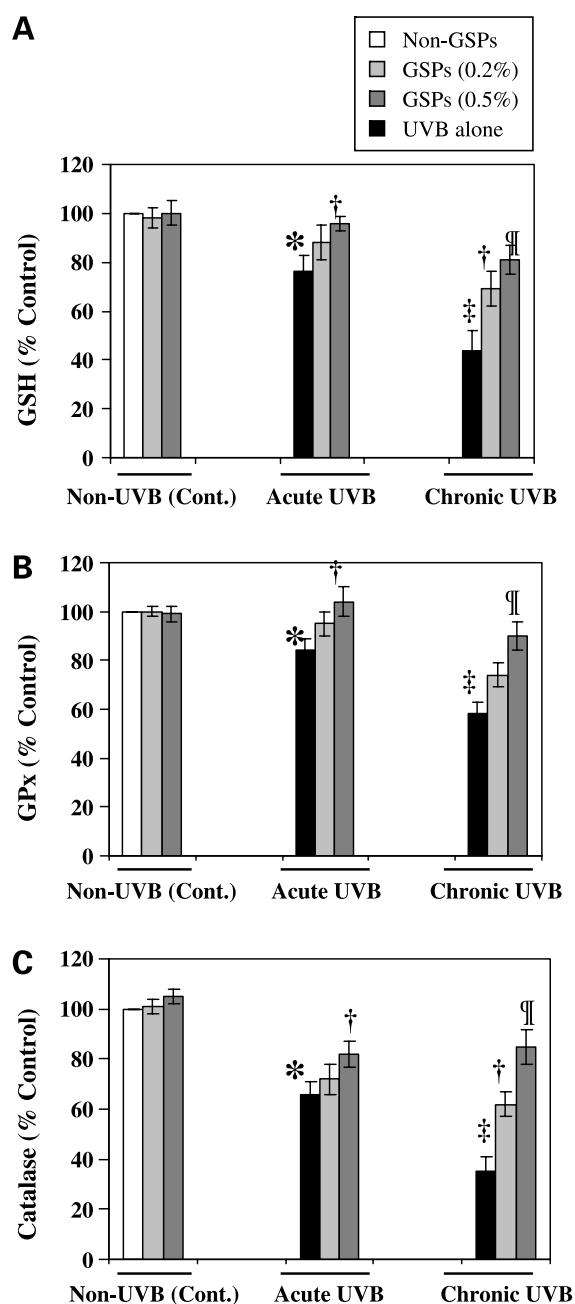 A
Non-GSPs
GSPs (0.2%)
GSPs (0.5%)
UVB alone
GSH (% Control)
120
100
80
60
40
20
0
*
†
‡
†
¶
Non-UVB (Cont.)
Acute UVB
Chronic UVB
B
GPx (% Control)
120
100
80
60
40
20
0
*
†
‡
¶
Non-UVB (Cont.)
Acute UVB
Chronic UVB
C
Catalase (% Control)
120
100
80
60
40
20
0
*
†
‡
†
¶
Non-UVB (Cont.)
Acute UVB
Chronic UVB